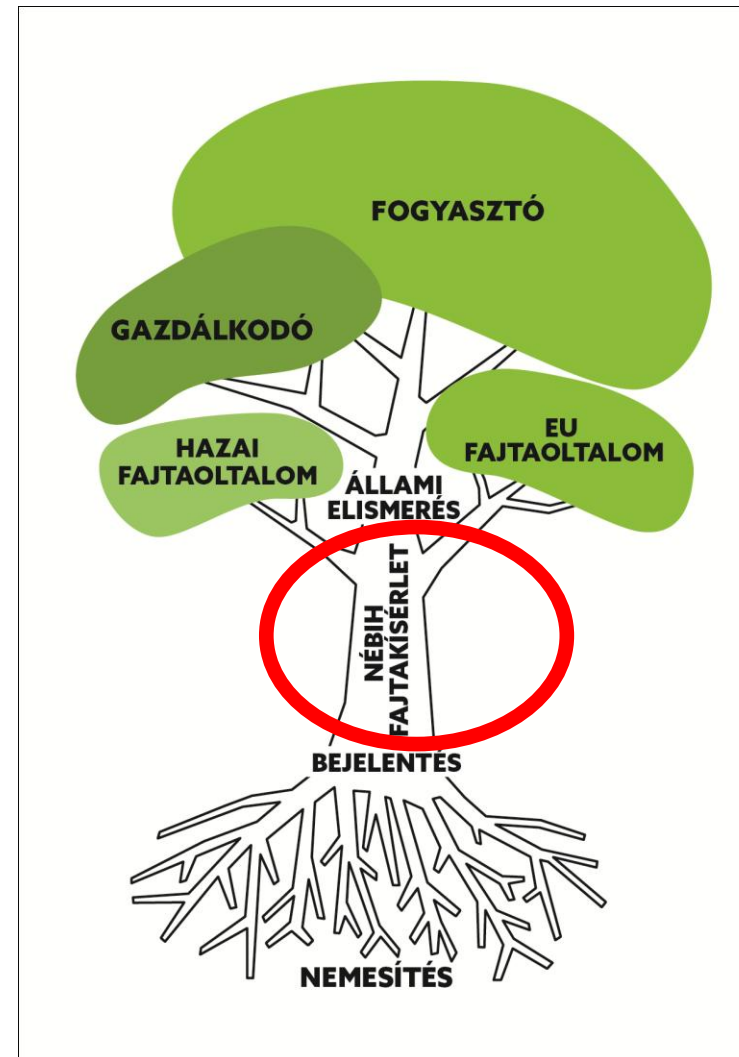 FOGYASZTÓ
GAZDÁLKODÓ
HAZAI
FAJTAOLTALOM
EU
FAJTAOLTALOM
ÁLLAMI
ELISMERÉS
NÉBIH
FAJTAKÍSÉRLET
BEJELENTÉS
NEMESÍTÉS